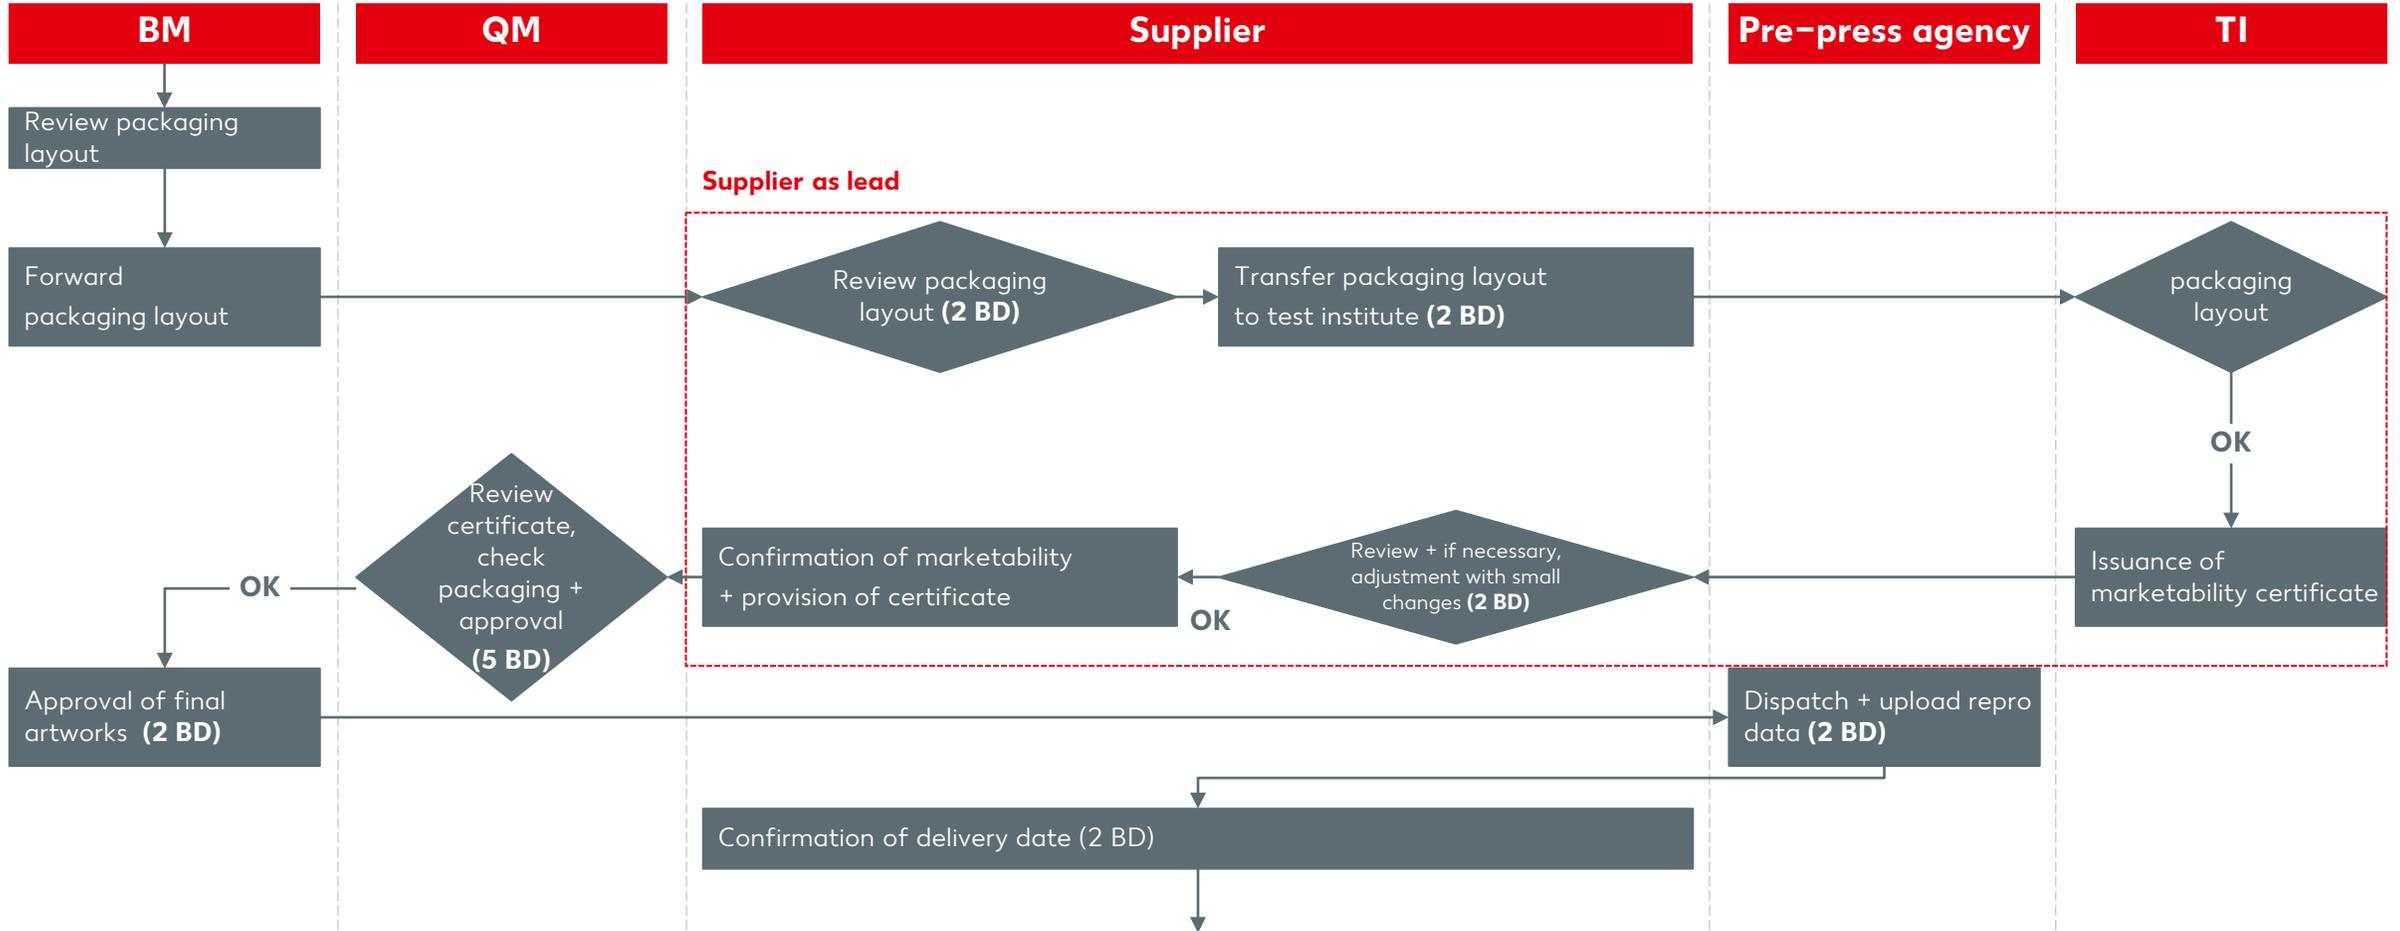 BM
QM
Supplier
Pre-press agency
TI
Review packaging
layout
Supplier as lead
Forward
packaging layout
Review packaging
layout (2 BD)
Transfer packaging layout
to test institute (2 BD)
packaging
layout
OK
Review
certificate,
check
packaging +
approval
(5 BD)
Confirmation of marketability
+ provision of certificate
Review + if necessary,
adjustment with small
changes (2 BD)
Issuance of
marketability certificate
OK
OK
Approval of final
artworks (2 BD)
Dispatch + upload repro
data (2 BD)
Confirmation of delivery date (2 BD)